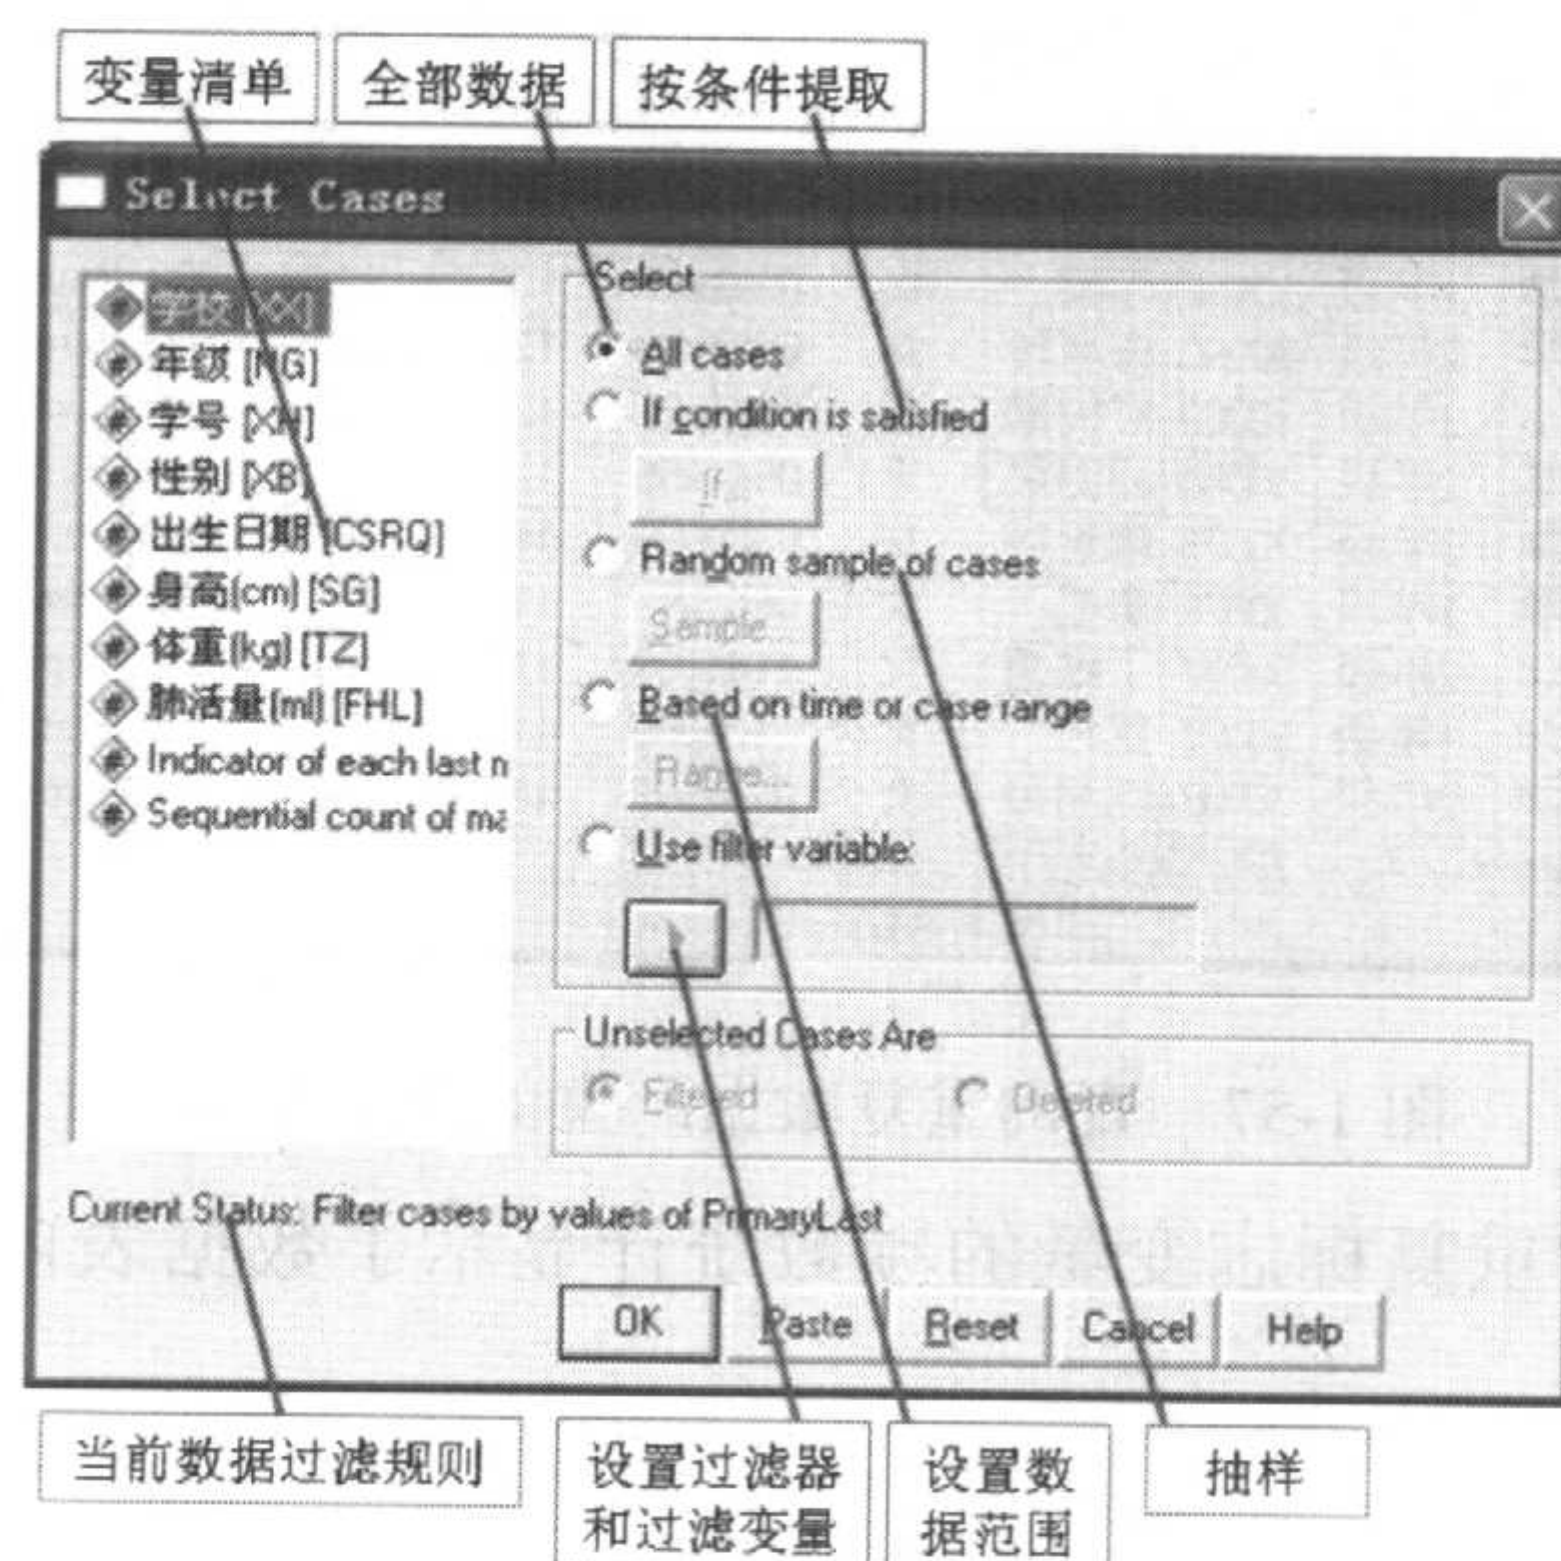 变量清单 全部数据 按条件提取
Select Cases
Select
学校 [XX]
年级 [NG]
学号 [XH]
性别 [XB]
出生日期 [CSRQ]
身高(cm) [SG]
体重(kg) [TZ]
肺活量(ml) [FHL]
Indicator of each last m
Sequential count of ma
All cases
If condition is satisfied
If...
Random sample of cases
Sample...
Based on time or case range
Range...
Use filter variable:
Unselected Cases Are
Filtered Deleted
Current Status: Filter cases by values of PrimaryLast
OK Paste Reset Cancel Help
当前数据过滤规则
设置过滤器
和过滤变量
设置数
据范围
抽样